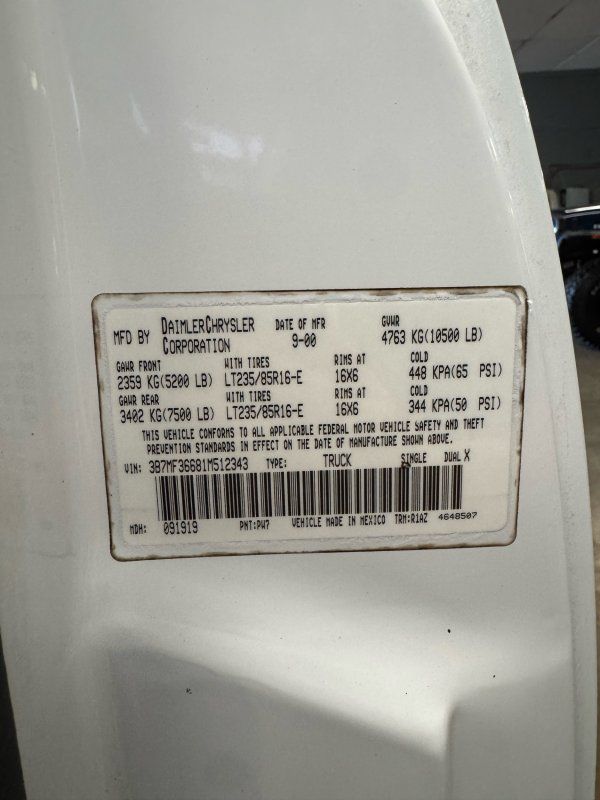 MFD BY DAIMLERCHRYSLER CORPORATION DATE OF MFR 9-00 GVWR 4763 KG(10500 LB)
GAWR FRONT WITH TIRES RIMS AT COLD
2359 KG(5200 LB) LT235/85R16-E 16X6 448 KPA(65 PSI)
GAWR REAR WITH TIRES RIMS AT COLD
3402 KG(7500 LB) LT235/85R16-E 16X6 344 KPA(50 PSI)
THIS VEHICLE CONFORMS TO ALL APPLICABLE FEDERAL MOTOR VEHICLE SAFETY AND THEFT
PREVENTION STANDARDS IN EFFECT ON THE DATE OF MANUFACTURE SHOWN ABOVE.
VIN: 3B7MF36681M512343 TYPE: TRUCK SINGLE DUAL X
MDH: 091919 PNT:PW7 VEHICLE MADE IN MEXICO TRM:R1AZ 4648507